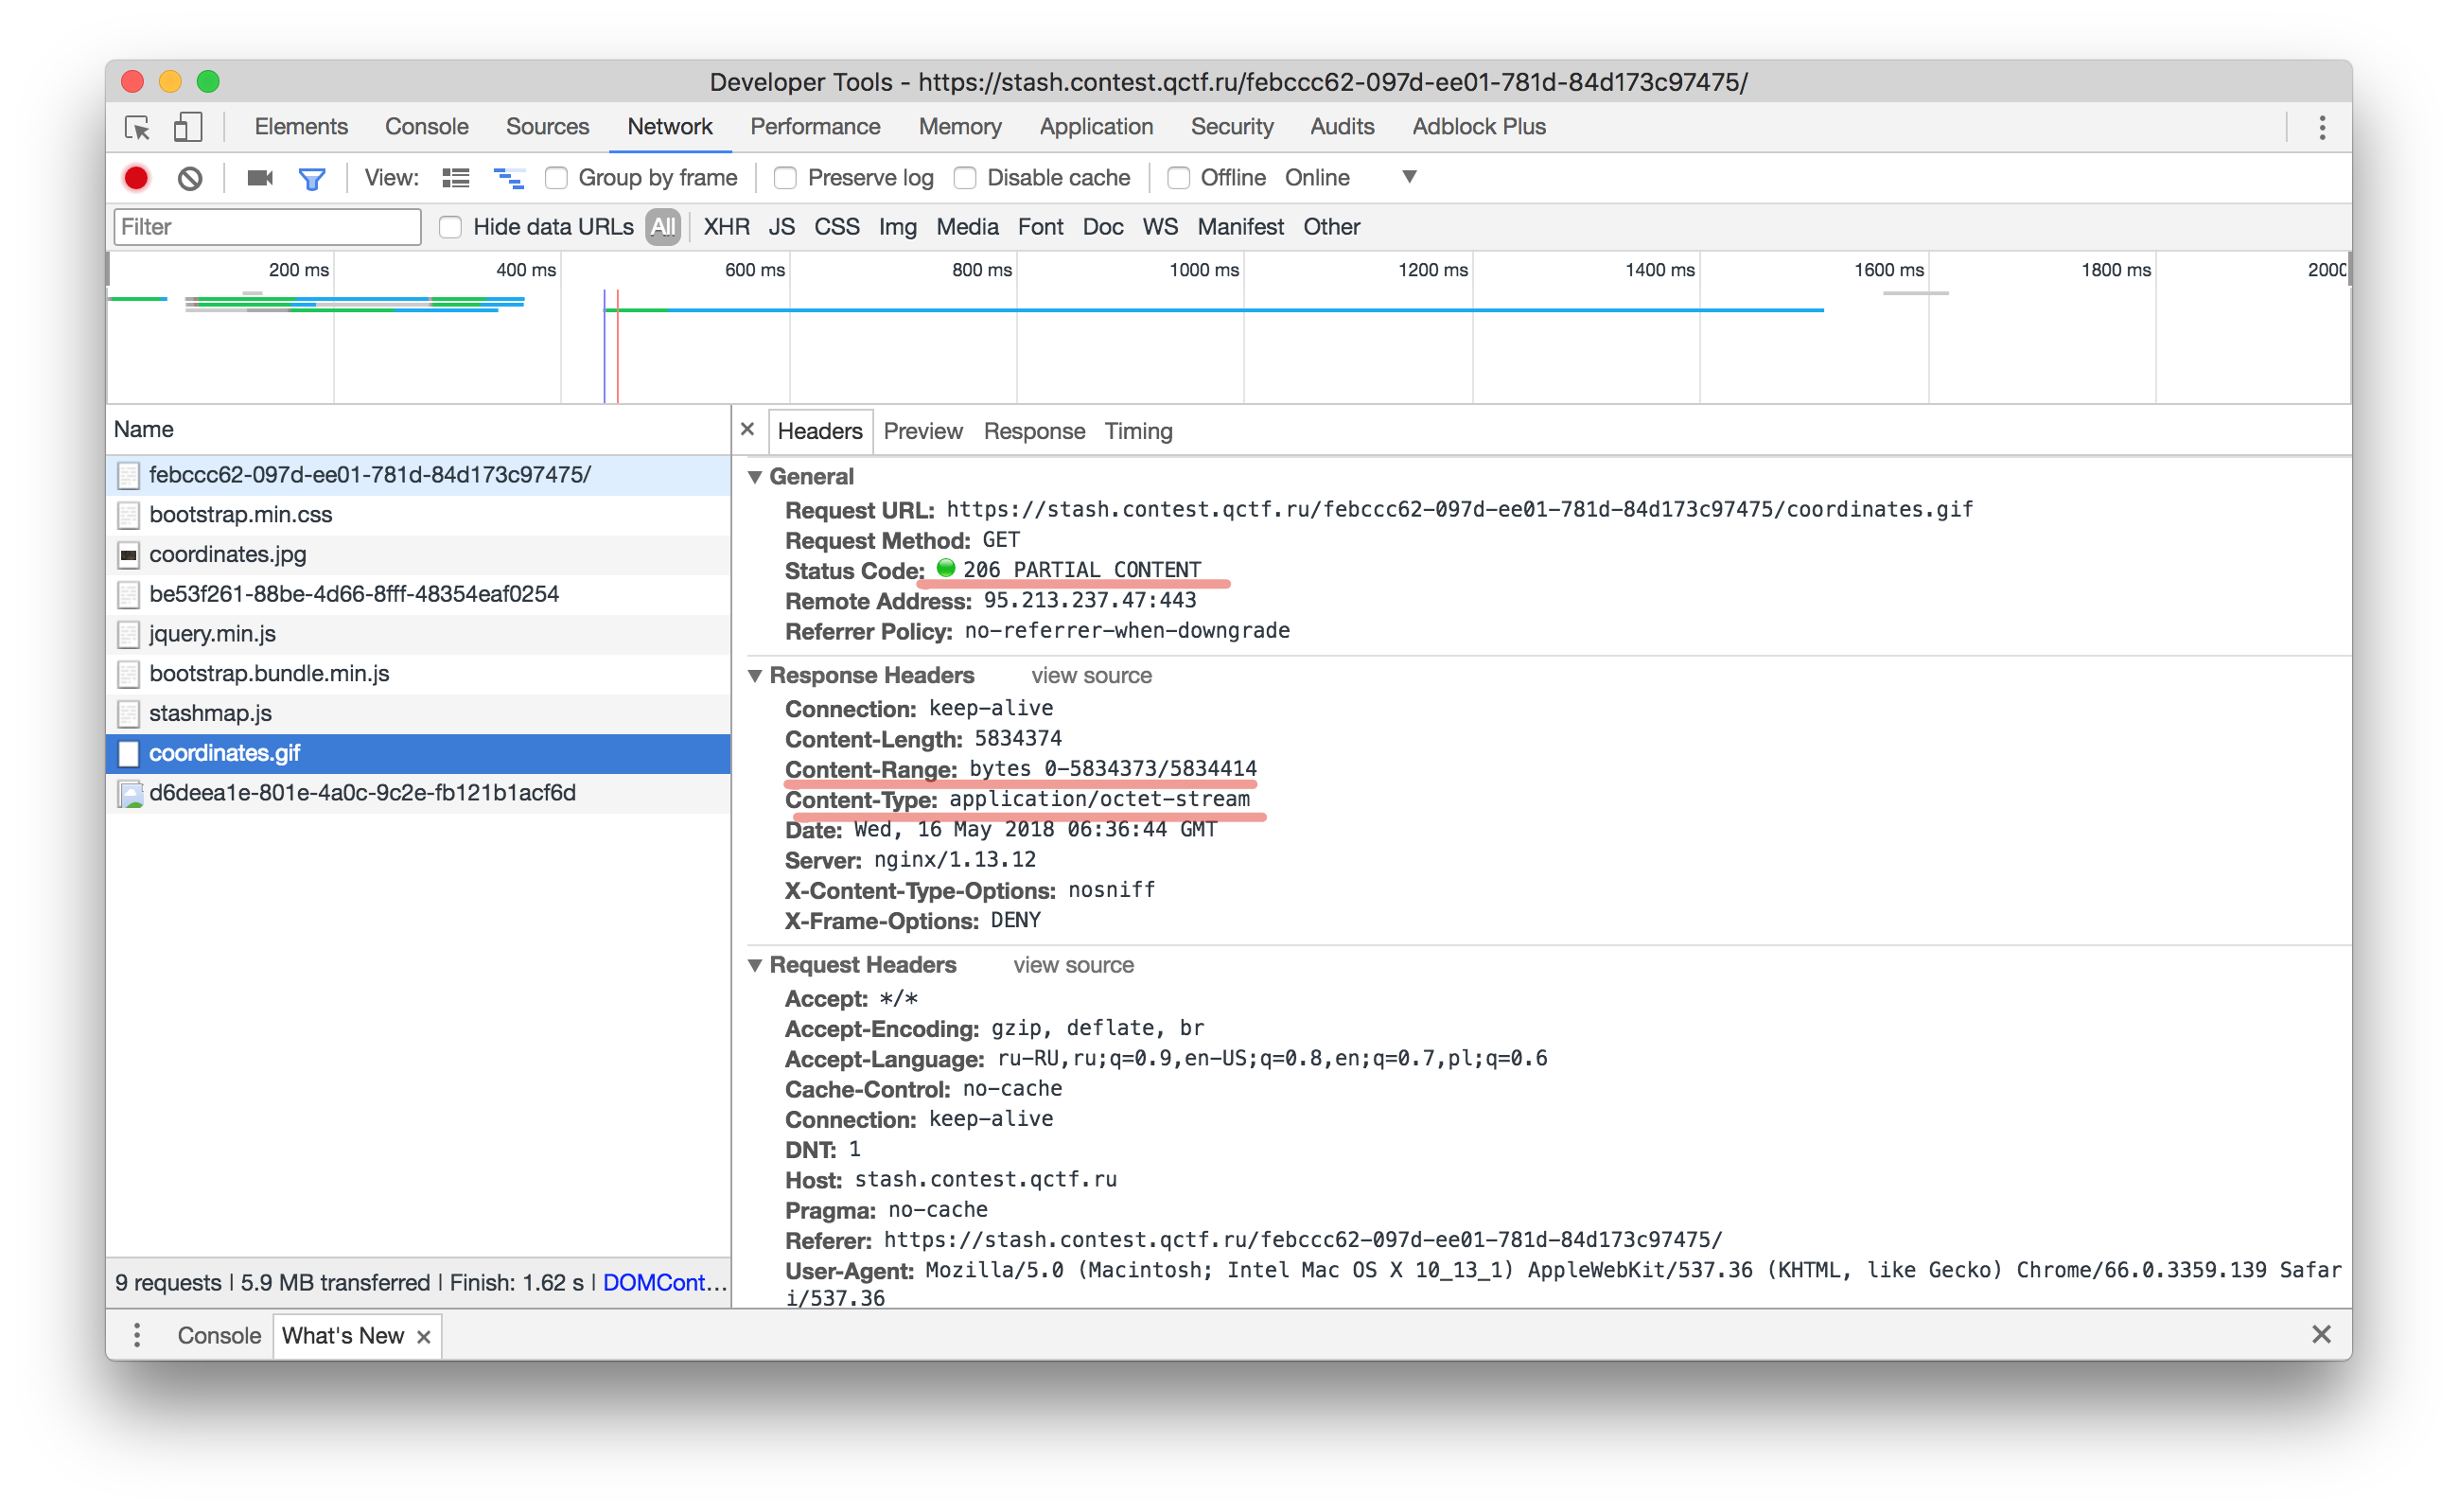 Developer Tools - https://stash.contest.qctf.ru/febccc62-097d-ee01-781d-84d173c97475/
Elements Console Sources Network Performance Memory Application Security Audits Adblock Plus
View: Group by frame Preserve log Disable cache Offline Online
Filter Hide data URLs All XHR JS CSS Img Media Font Doc WS Manifest Other
200 ms 400 ms 600 ms 800 ms 1000 ms 1200 ms 1400 ms 1600 ms 1800 ms 2000
Name
febccc62-097d-ee01-781d-84d173c97475/
bootstrap.min.css
coordinates.jpg
be53f261-88be-4d66-8fff-48354eaf0254
jquery.min.js
bootstrap.bundle.min.js
stashmap.js
coordinates.gif
d6deea1e-801e-4a0c-9c2e-fb121b1acf6d
9 requests | 5.9 MB transferred | Finish: 1.62 s | DOMCont...
× Headers Preview Response Timing
General
Request URL: https://stash.contest.qctf.ru/febccc62-097d-ee01-781d-84d173c97475/coordinates.gif
Request Method: GET
Status Code: 206 PARTIAL CONTENT
Remote Address: 95.213.237.47:443
Referrer Policy: no-referrer-when-downgrade
Response Headers view source
Connection: keep-alive
Content-Length: 5834374
Content-Range: bytes 0-5834373/5834414
Content-Type: application/octet-stream
Date: Wed, 16 May 2018 06:36:44 GMT
Server: nginx/1.13.12
X-Content-Type-Options: nosniff
X-Frame-Options: DENY
Request Headers view source
Accept: */*
Accept-Encoding: gzip, deflate, br
Accept-Language: ru-RU,ru;q=0.9,en-US;q=0.8,en;q=0.7,pl;q=0.6
Cache-Control: no-cache
Connection: keep-alive
DNT: 1
Host: stash.contest.qctf.ru
Pragma: no-cache
Referer: https://stash.contest.qctf.ru/febccc62-097d-ee01-781d-84d173c97475/
User-Agent: Mozilla/5.0 (Macintosh; Intel Mac OS X 10_13_1) AppleWebKit/537.36 (KHTML, like Gecko) Chrome/66.0.3359.139 Safar
i/537.36
Console What's New ×